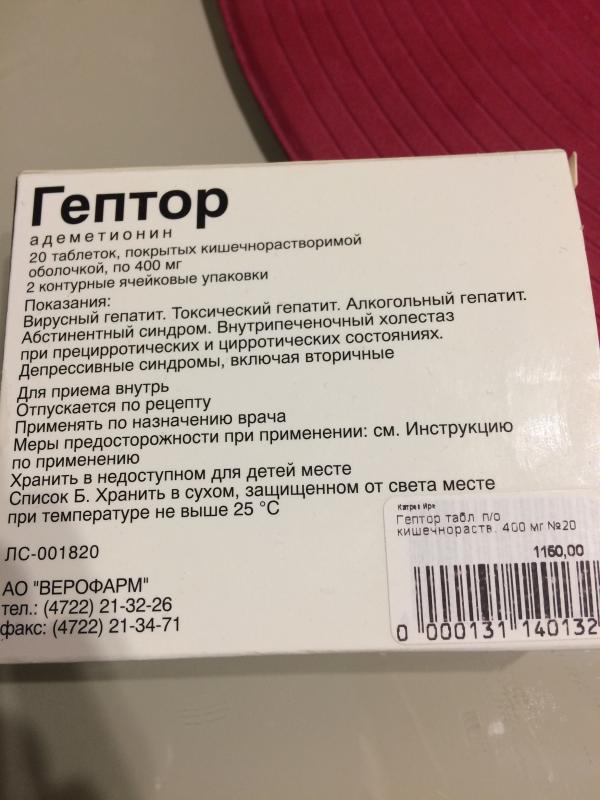 Гептор
адеметионин
20 таблеток, покрытых кишечнорастворимой
оболочкой, по 400 мг
2 контурные ячейковые упаковки
Показания:
Вирусный гепатит. Токсический гепатит. Алкогольный гепатит.
Абстинентный синдром. Внутрипеченочный холестаз
при прецирротических и цирротических состояниях.
Депрессивные синдромы, включая вторичные
Для приема внутрь
Отпускается по рецепту
Применять по назначению врача
Меры предосторожности при применении: см. Инструкцию
по применению
Хранить в недоступном для детей месте
Список Б. Хранить в сухом, защищенном от света месте
при температуре не выше 25 °С
ЛС-001820
АО "ВЕРОФАРМ"
тел.: (4722) 21-32-26
факс: (4722) 21-34-71
Катрен Ирк
Гептор табл. п/о
кишечнораств. 400 мг №20
1150,00
0 000131 140132